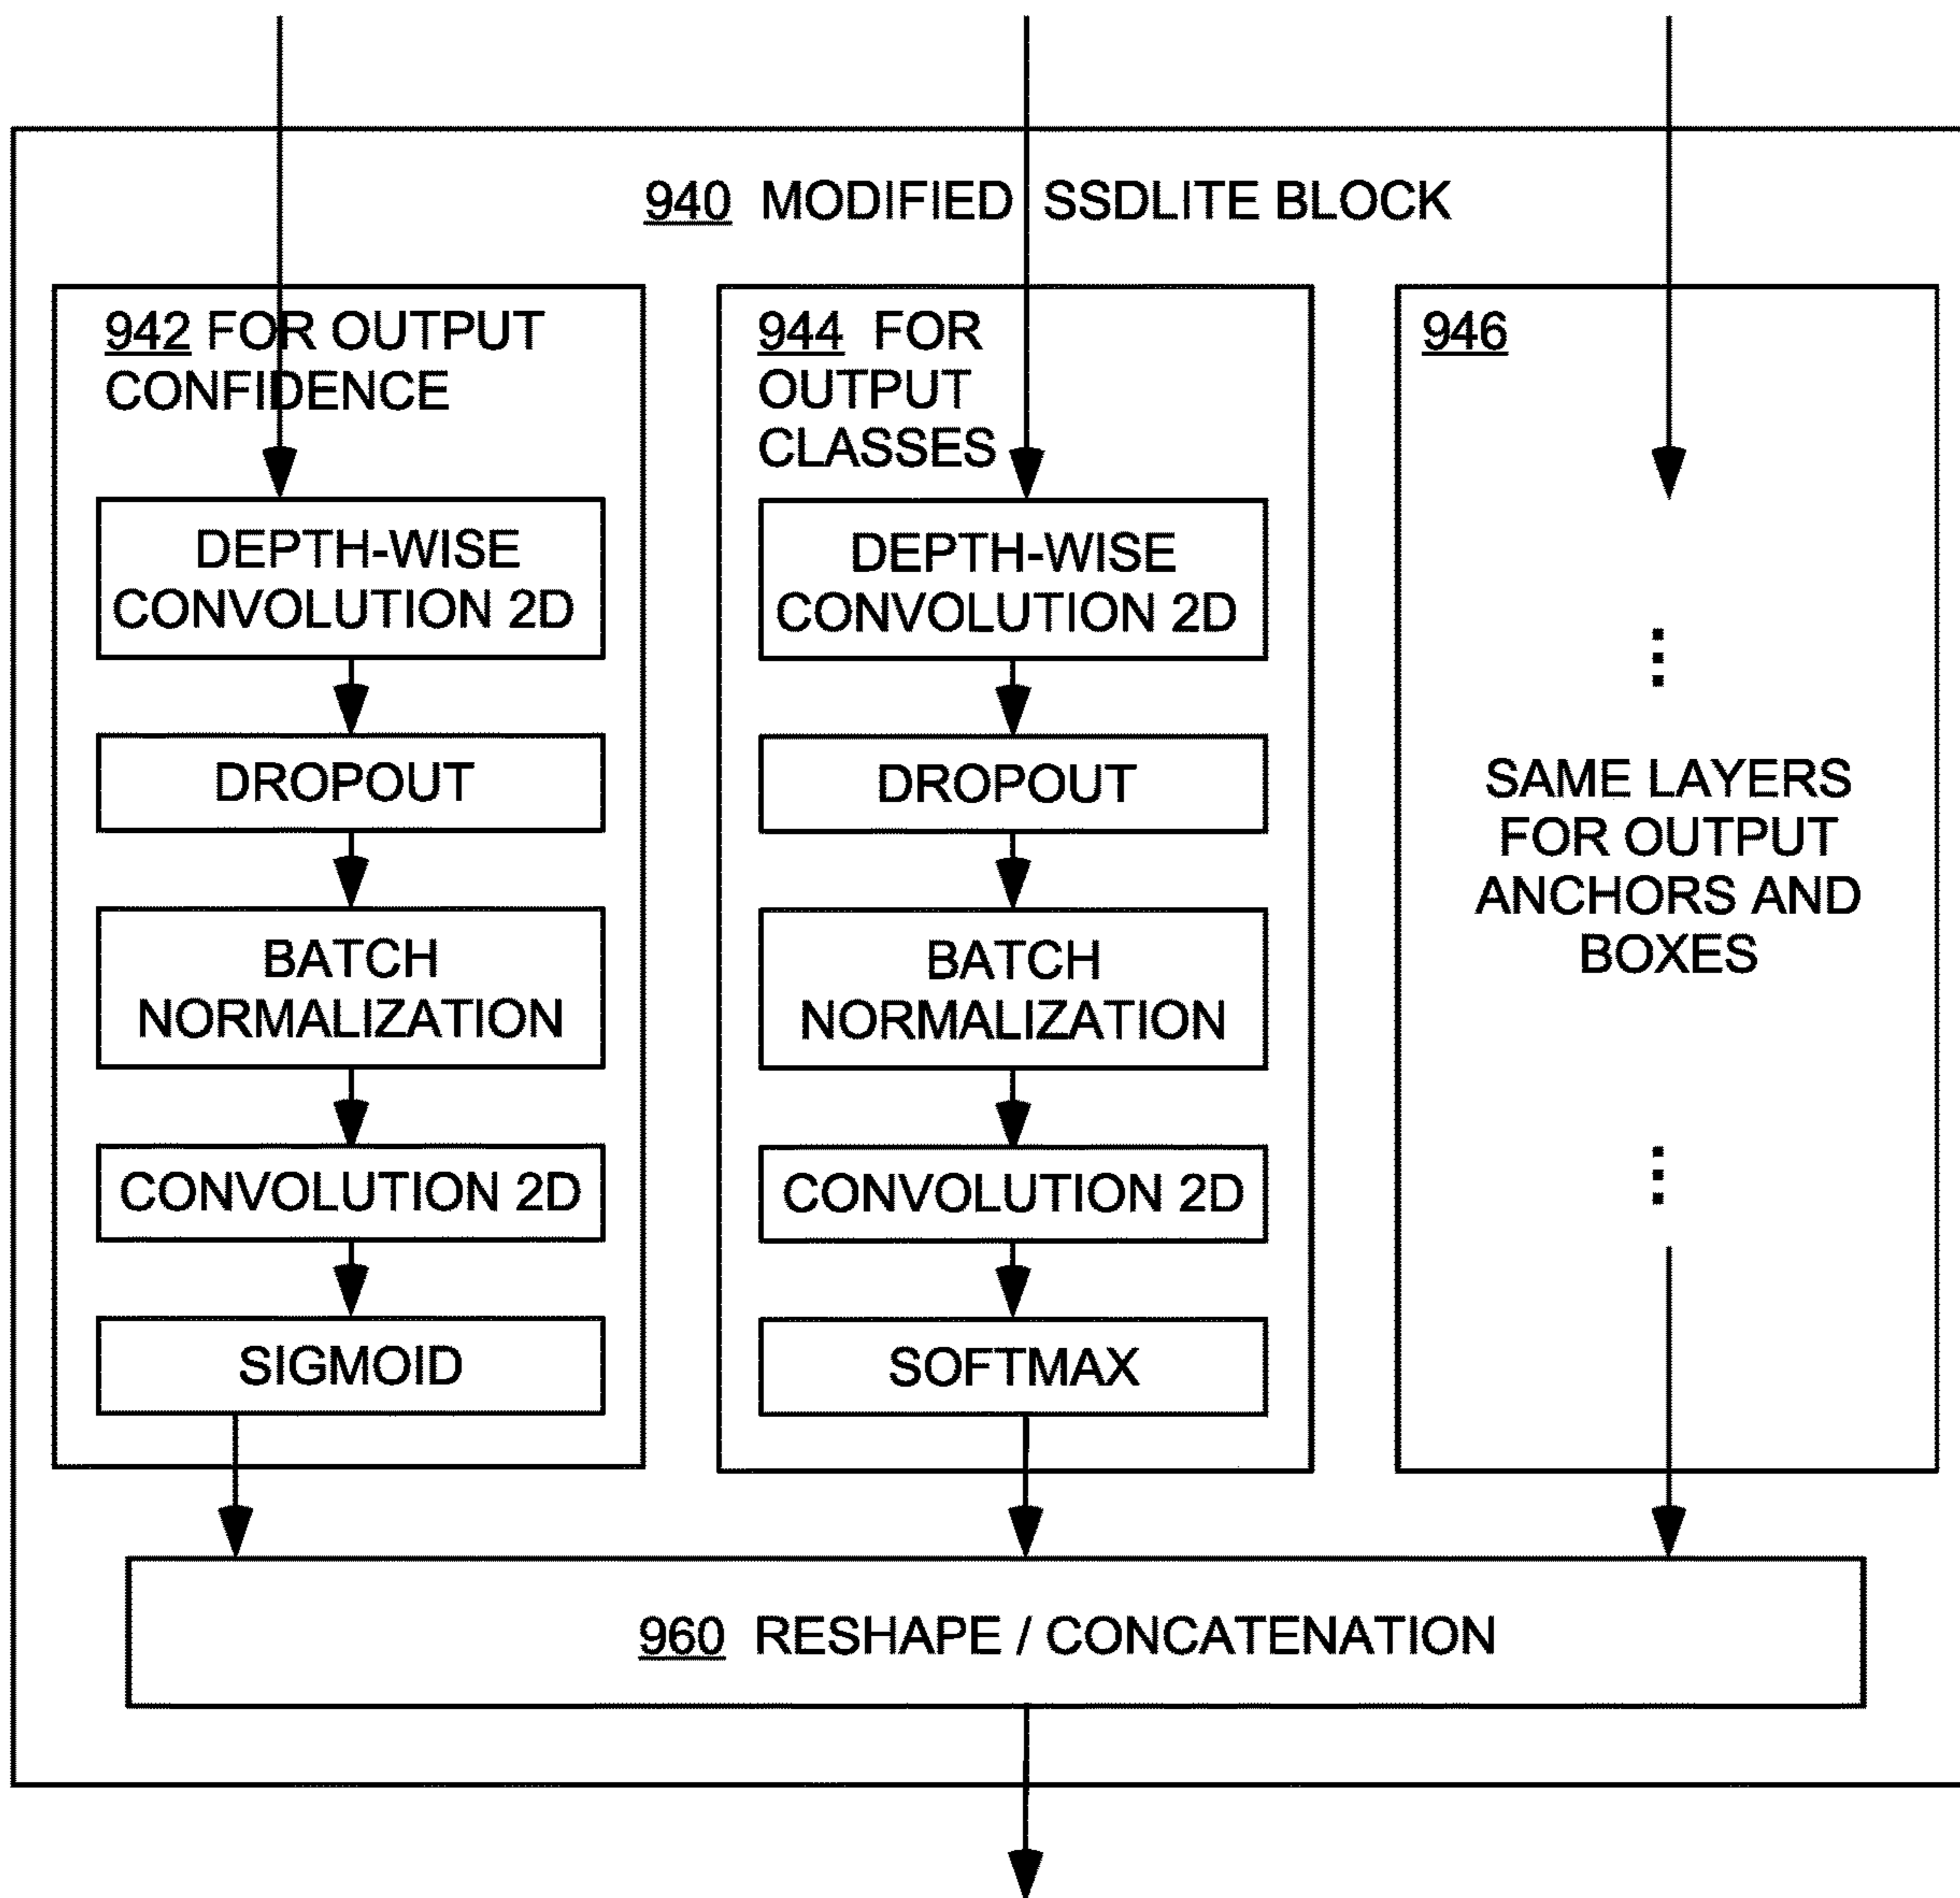 940 MODIFIED SSDLITE BLOCK
942 FOR OUTPUT
CONFIDENCE
DEPTH-WISE
CONVOLUTION 2D
DROPOUT
BATCH
NORMALIZATION
CONVOLUTION 2D
SIGMOID
944 FOR
OUTPUT
CLASSES
DEPTH-WISE
CONVOLUTION 2D
DROPOUT
BATCH
NORMALIZATION
CONVOLUTION 2D
SOFTMAX
946
SAME LAYERS
FOR OUTPUT
ANCHORS AND
BOXES
960 RESHAPE / CONCATENATION